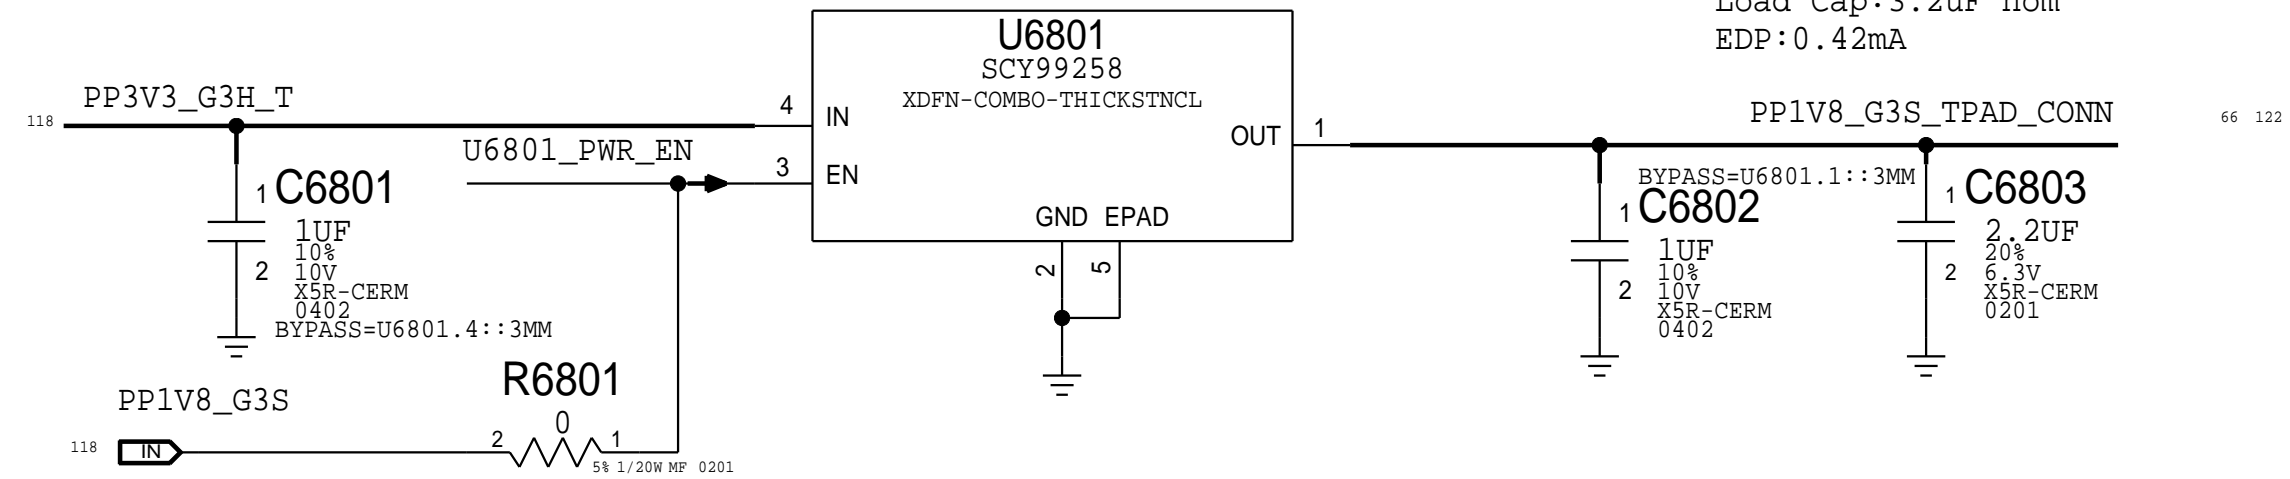 Load Cap:3.2uF nom
EDP:0.42mA
U6801
SCY99258
XDFN-COMBO-THICKSTNCL
PP3V3_G3H_T
118
4
IN
U6801_PWR_EN
3
EN
OUT
1
PP1V8_G3S_TPAD_CONN
66 122
GND EPAD
2
5
1
C6801
1UF
10%
2
10V
X5R-CERM
0402
BYPASS=U6801.4::3MM
BYPASS=U6801.1::3MM
1
C6802
1UF
10%
2
10V
X5R-CERM
0402
1
C6803
2.2UF
20%
2
6.3V
X5R-CERM
0201
R6801
0
PP1V8_G3S
118
IN
2
1
5% 1/20W MF 0201